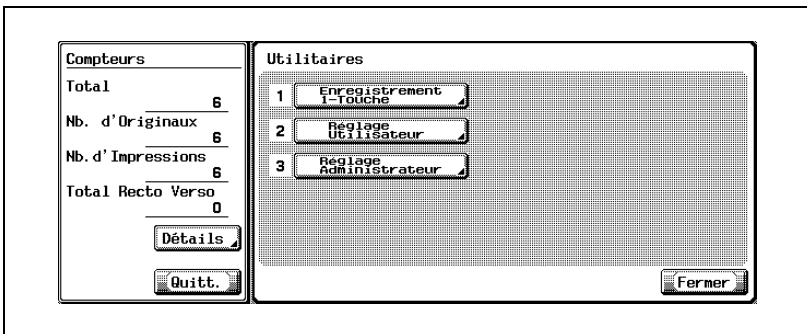 Compteurs
Total
6
Nb. d'Originaux
6
Nb.d'Impressions
6
Total Recto Verso
0
Détails
Quitt.
Utilitaires
1 Enregistrement
1-Touche
2 Réglage
Utilisateur
3 Réglage
Administrateur
Fermer